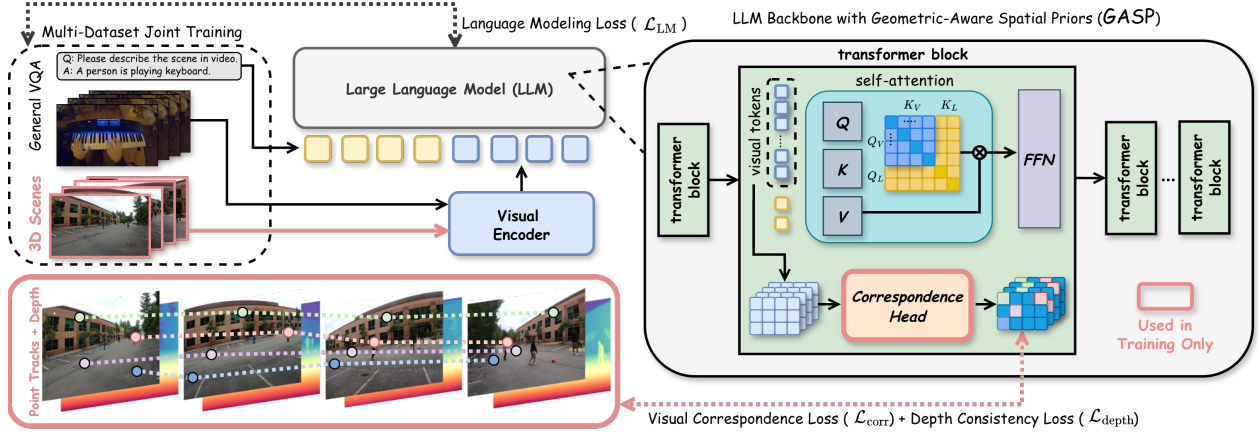 Multi-Dataset Joint Training
Language Modeling Loss ( ℒ_LM )
General VQA
Q: Please describe the scene in video.
A: A person is playing keyboard.
3D Scenes
Large Language Model (LLM)
Visual
Encoder
Point Tracks + Depth
LLM Backbone with Geometric-Aware Spatial Priors (GASP)
transformer
block
transformer block
visual tokens
self-attention
Q
K
V
K_V K_L
Q_V
Q_L
FFN
Correspondence
Head
transformer
block
...
transformer
block
Used in
Training Only
Visual Correspondence Loss ( ℒ_corr) + Depth Consistency Loss ( ℒ_depth)